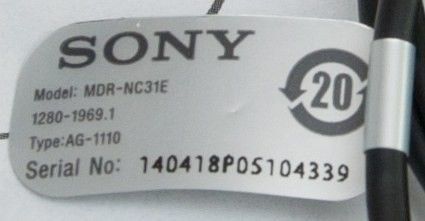 SONY
Model: MDR-NC31E
1280-1969.1
Type:AG-1110
Serial No: 140418P05104339
20